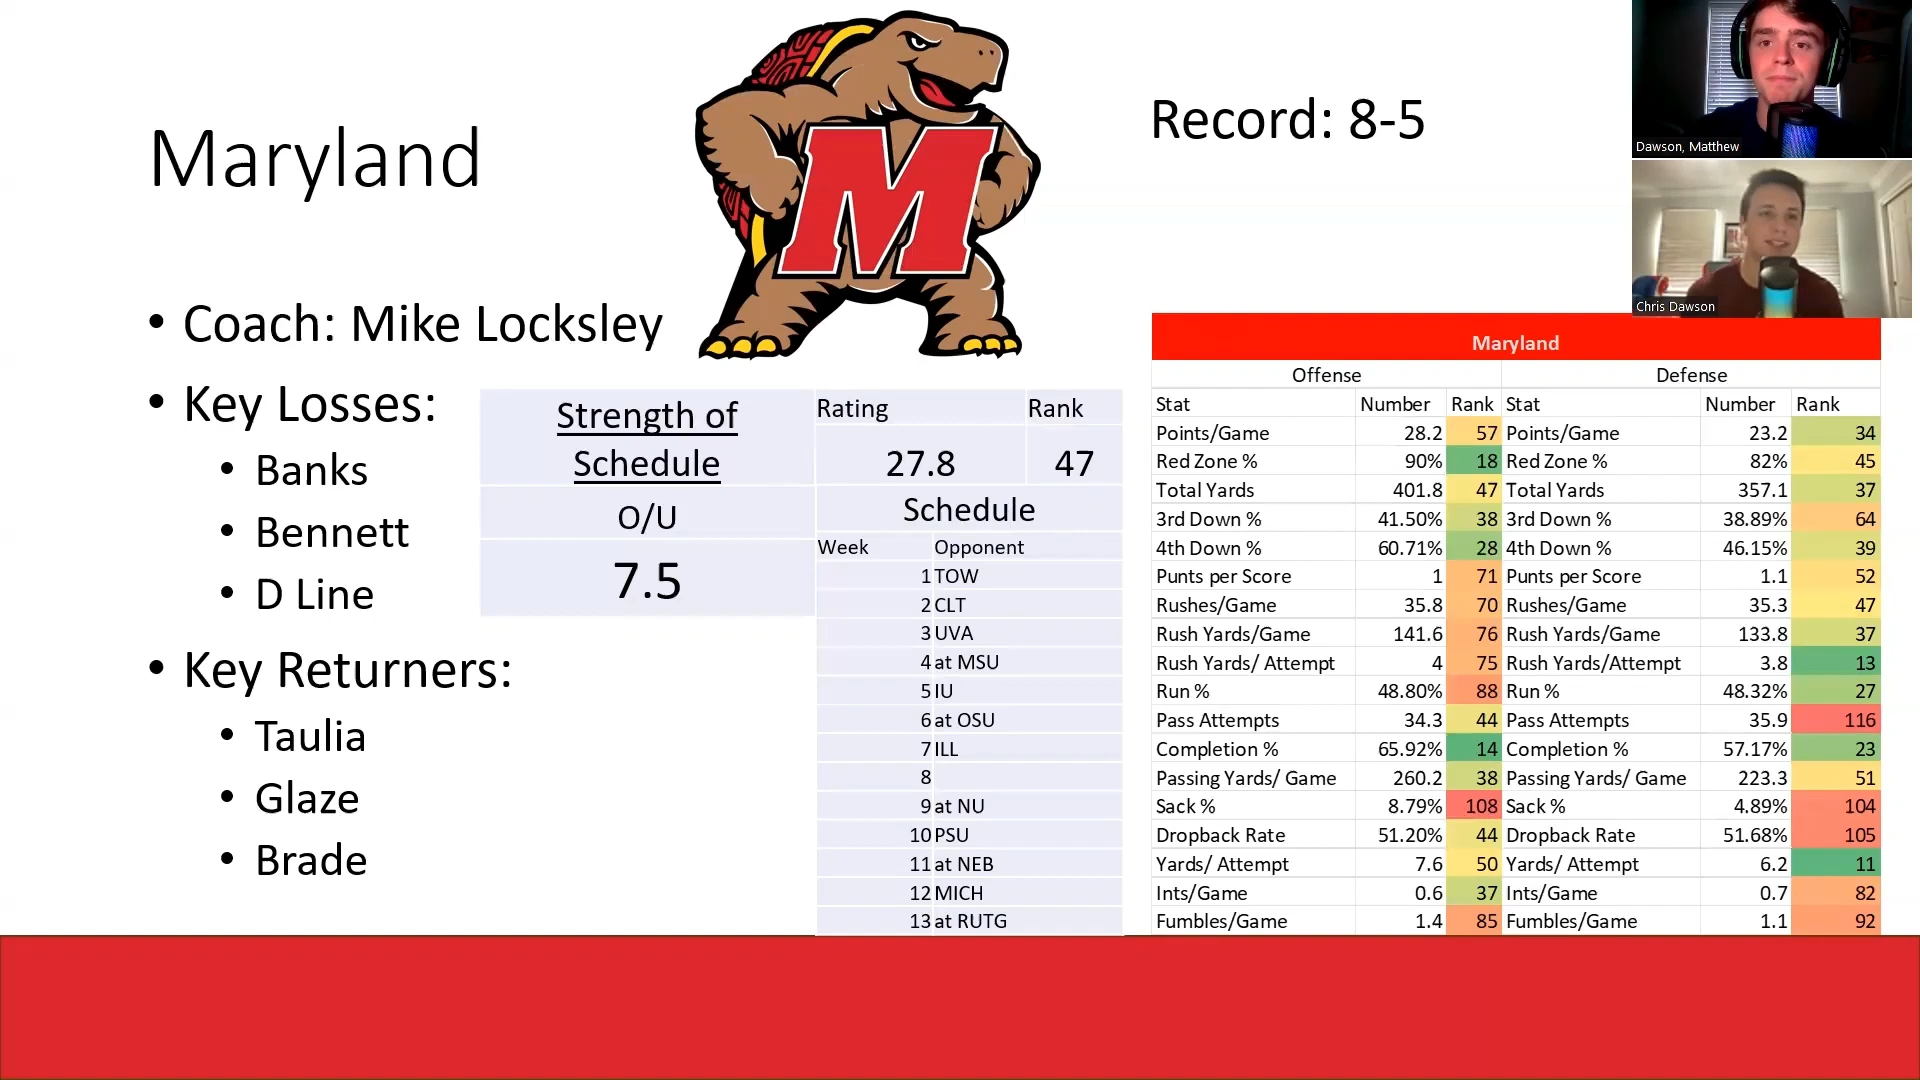 Maryland
M
Record: 8-5
Dawson, Matthew
Chris Dawson
• Coach: Mike Locksley
• Key Losses:
• Banks
• Bennett
• D Line
• Key Returners:
• Taulia
• Glaze
• Brade
Strength of Schedule Rating Rank
27.8 47
O/U
7.5
Schedule
Week Opponent
1 TOW
2 CLT
3 UVA
4 at MSU
5 IU
6 at OSU
7 ILL
8
9 at NU
10 PSU
11 at NEB
12 MICH
13 at RUTG
Maryland
Offense Defense
Stat Number Rank Stat Number Rank
Points/Game 28.2 57 Points/Game 23.2 34
Red Zone % 90% 18 Red Zone % 82% 45
Total Yards 401.8 47 Total Yards 357.1 37
3rd Down % 41.50% 38 3rd Down % 38.89% 64
4th Down % 60.71% 28 4th Down % 46.15% 39
Punts per Score 1 71 Punts per Score 1.1 52
Rushes/Game 35.8 70 Rushes/Game 35.3 47
Rush Yards/Game 141.6 76 Rush Yards/Game 133.8 37
Rush Yards/ Attempt 4 75 Rush Yards/Attempt 3.8 13
Run % 48.80% 88 Run % 48.32% 27
Pass Attempts 34.3 44 Pass Attempts 35.9 116
Completion % 65.92% 14 Completion % 57.17% 23
Passing Yards/ Game 260.2 38 Passing Yards/ Game 223.3 51
Sack % 8.79% 108 Sack % 4.89% 104
Dropback Rate 51.20% 44 Dropback Rate 51.68% 105
Yards/ Attempt 7.6 50 Yards/ Attempt 6.2 11
Ints/Game 0.6 37 Ints/Game 0.7 82
Fumbles/Game 1.4 85 Fumbles/Game 1.1 92